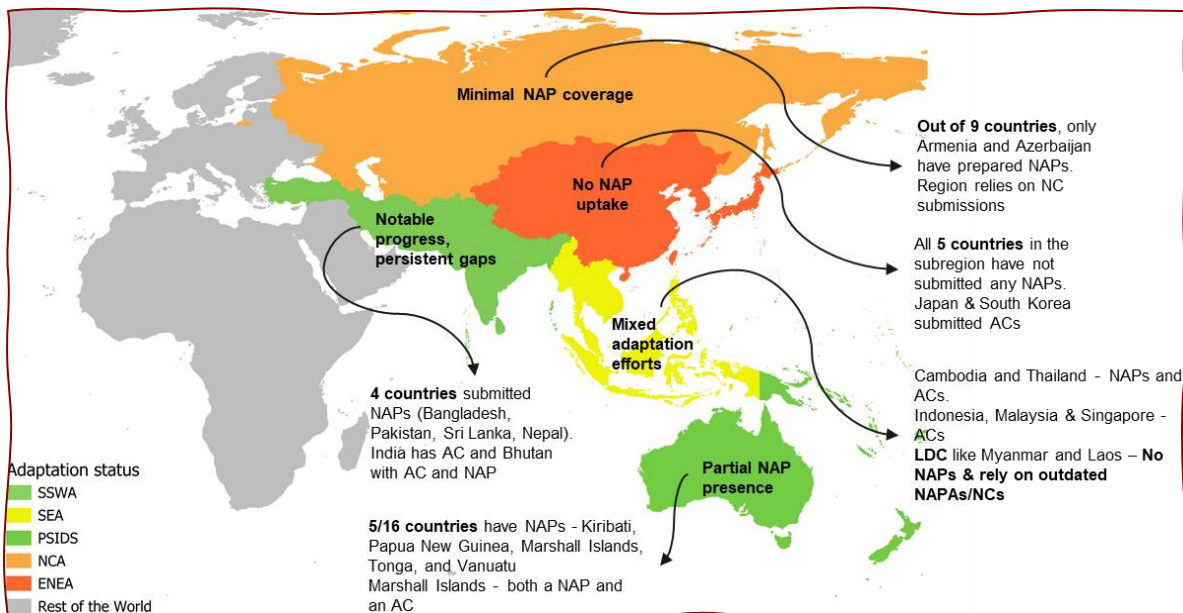 Minimal NAP coverage
Out of 9 countries, only
Armenia and Azerbaijan
have prepared NAPs.
Region relies on NC
submissions
No NAP
uptake
All 5 countries in the
subregion have not
submitted any NAPs.
Japan & South Korea
submitted ACs
Notable
progress,
persistent gaps
4 countries submitted
NAPs (Bangladesh,
Pakistan, Sri Lanka, Nepal).
India has AC and Bhutan
with AC and NAP
Mixed
adaptation
efforts
Cambodia and Thailand - NAPs and
ACs.
Indonesia, Malaysia & Singapore -
ACs
LDC like Myanmar and Laos – No
NAPs & rely on outdated
NAPAs/NCs
Partial NAP
presence
5/16 countries have NAPs - Kiribati,
Papua New Guinea, Marshall Islands,
Tonga, and Vanuatu
Marshall Islands - both a NAP and
an AC
Adaptation status
SSWA
SEA
PSIDS
NCA
ENEA
Rest of the World